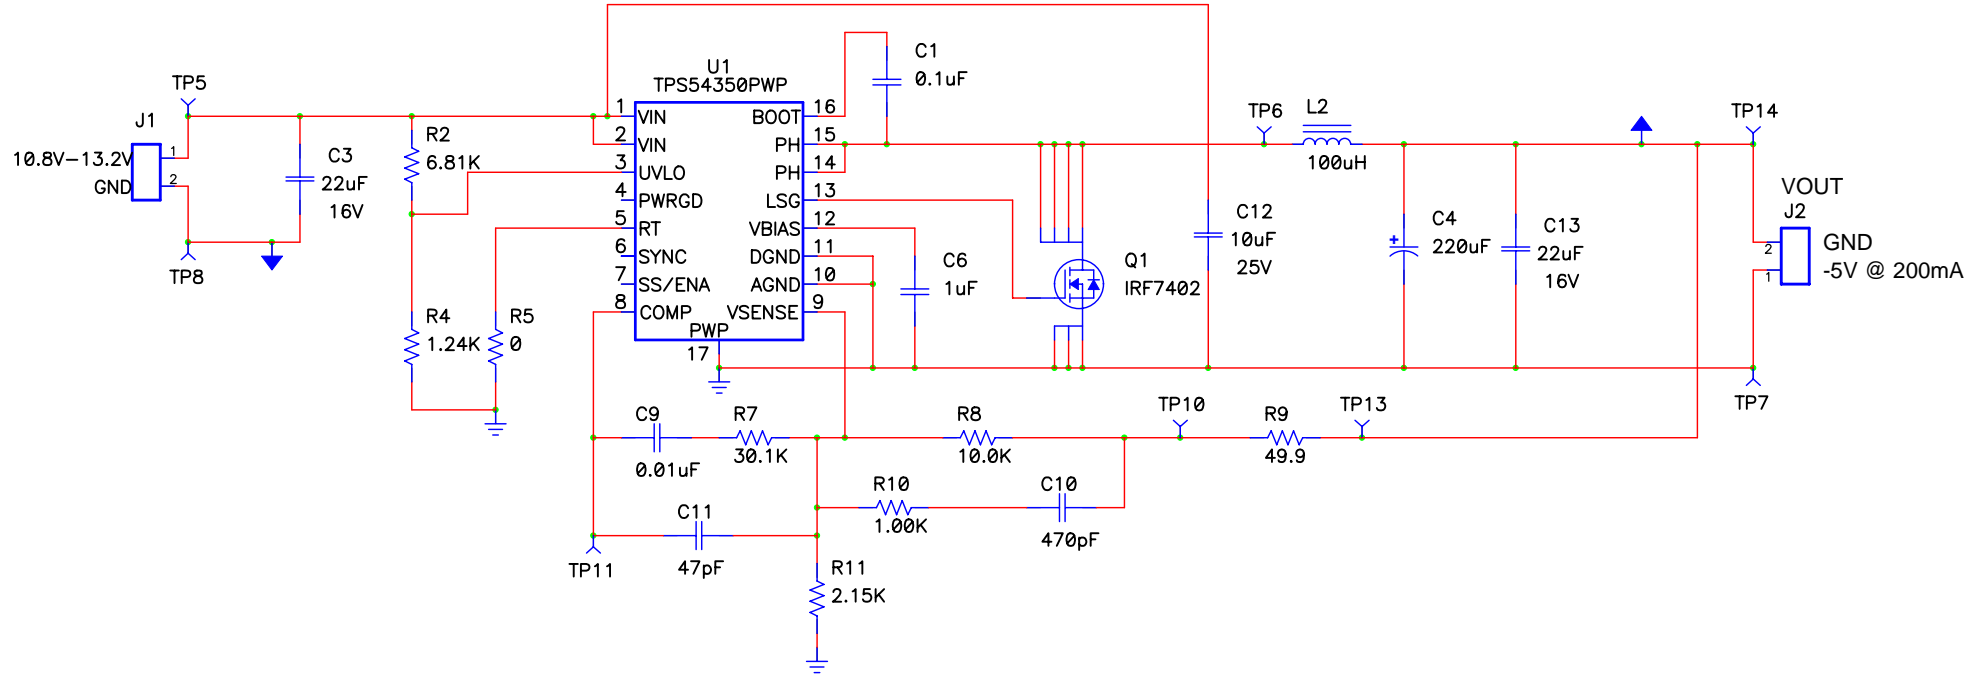 TP5
J1
10.8V-13.2V
1
GND
2
TP8
C3
22uF
16V
R2
6.81K
R4
1.24K
R5
0
U1
TPS54350PWP
1 VIN
2 VIN
3 UVLO
4 PWRGD
5 RT
6 SYNC
7 SS/ENA
8 COMP
BOOT 16
PH 15
PH 14
LSG 13
VBIAS 12
DGND 11
AGND 10
VSENSE 9
PWP
17
C1
0.1uF
C6
1uF
Q1
IRF7402
C12
10uF
25V
TP6
L2
100uH
C4
+
220uF
C13
22uF
16V
TP14
VOUT
J2
2
GND
-5V @ 200mA
1
TP7
C9
0.01uF
R7
30.1K
R8
10.0K
TP10
R9
49.9
TP13
R10
1.00K
C10
470pF
C11
47pF
TP11
R11
2.15K